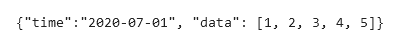 {"time":"2020-07-01", "data": [1, 2, 3, 4, 5]}